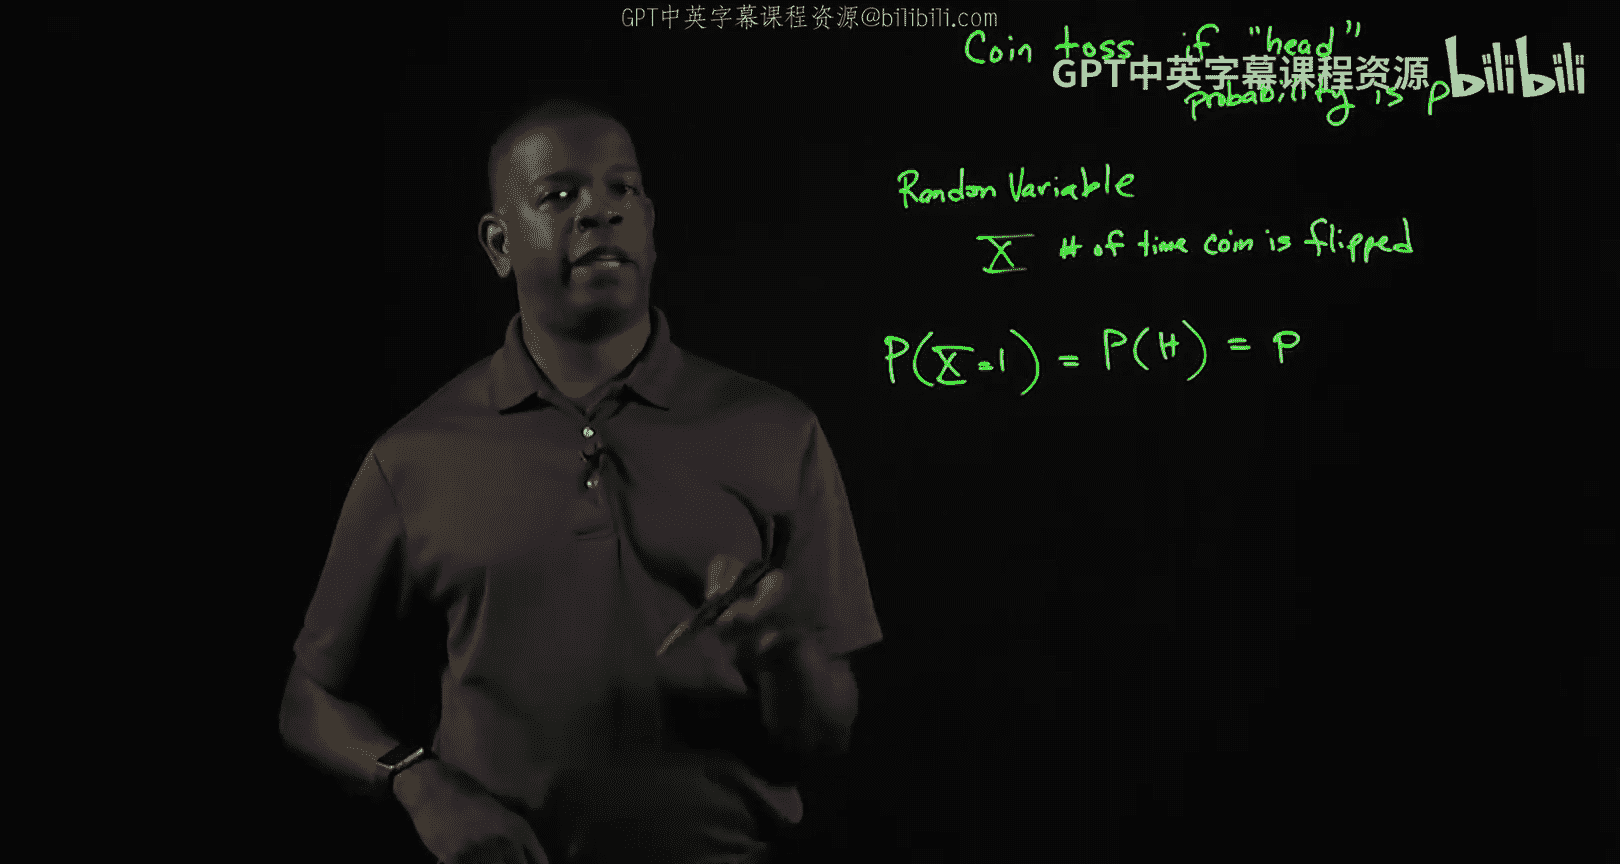 GPT中英字幕课程资源@bilibili.com
Coin toss if "head"
GPT中英字幕课程资源 bilibili
probability is p
Random Variable
X # of time coin is flipped
P(X=1) = P(H) = p